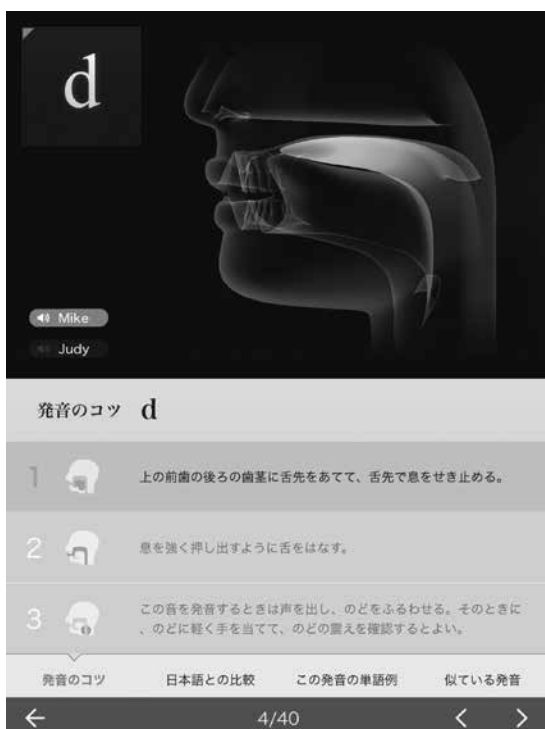 d
Mike
Judy
発音のコツ d
1 上の前歯の後ろの歯茎に舌先をあてて、舌先で息をせき止める。
2 息を強く押し出すように舌をはなす。
3 この音を発音するときは声を出し、のどをふるわせる。そのときに
、のどに軽く手を当てて、のどの震えを確認するとよい。
発音のコツ 日本語との比較 この発音の単語例 似ている発音
4/40